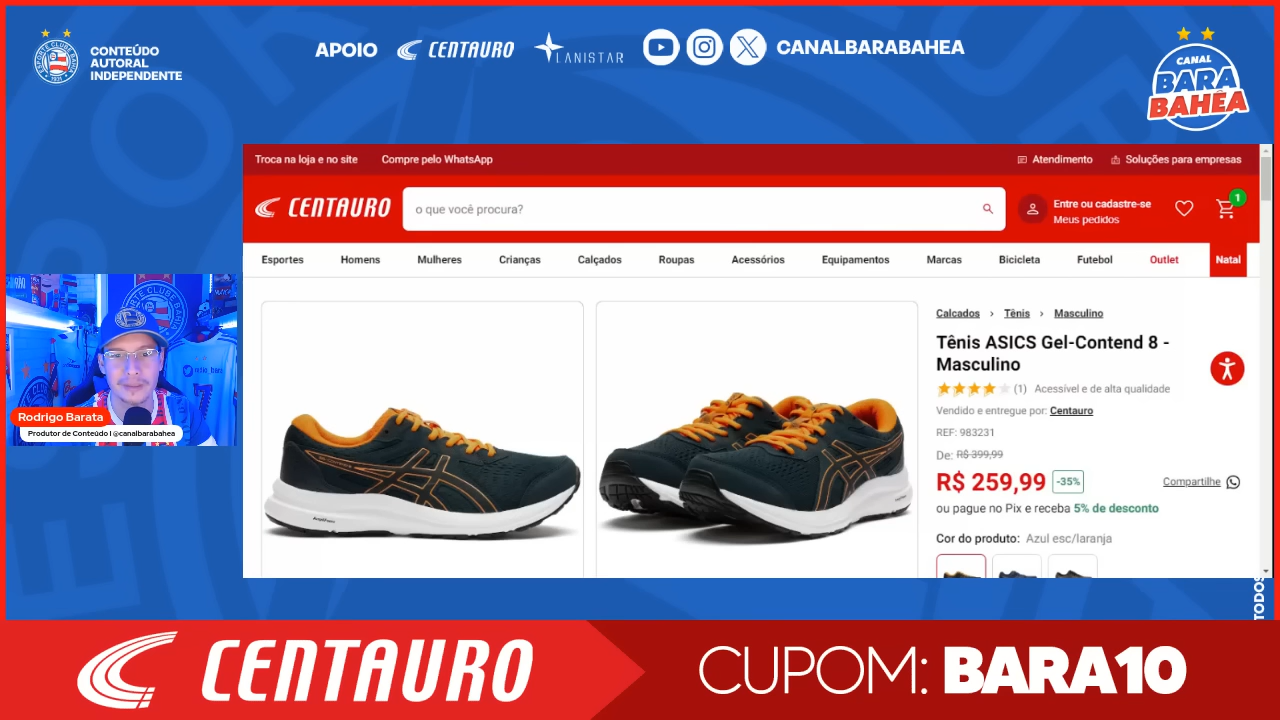 CONTEÚDO
AUTORAL
INDEPENDENTE
APOIO
CENTAURO
LANISTAR
CANALBARABAHEA
CANAL
BARA
BAHÊA
Troca na loja e no site
Compre pelo WhatsApp
Atendimento
Soluções para empresas
CENTAURO
o que você procura?
Entre ou cadastre-se
Meus pedidos
1
Esportes
Homens
Mulheres
Crianças
Calçados
Roupas
Acessórios
Equipamentos
Marcas
Bicicleta
Futebol
Outlet
Natal
Calcados › Tênis › Masculino
Tênis ASICS Gel-Contend 8 -
Masculino
(1) Acessível e de alta qualidade
Vendido e entregue por: Centauro
REF: 983231
De: R$ 399,99
R$ 259,99 -35%
Compartilhe
ou pague no Pix e receba 5% de desconto
Cor do produto: Azul esc/laranja
Rodrigo Barata
Produtor de Conteúdo I @canalbarabahea
TODOS
CENTAURO
CUPOM: BARA10